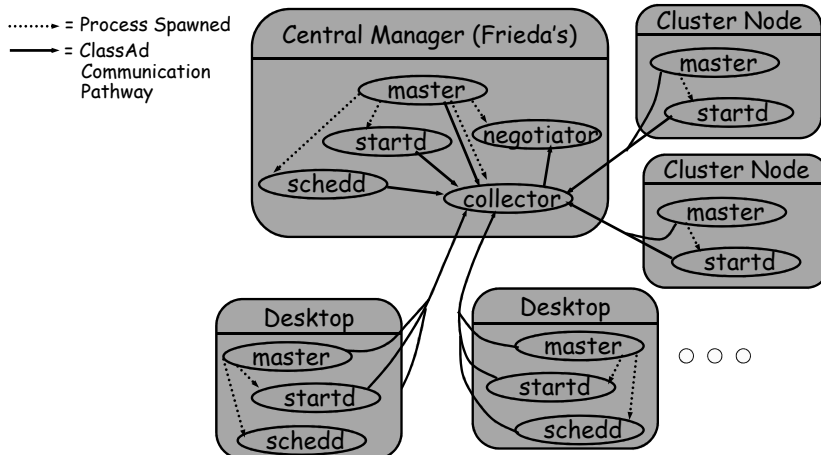 = Process Spawned
= ClassAd
Communication
Pathway
Central Manager (Frieda's)
master
startd
negotiator
schedd
collector
Cluster Node
master
startd
Cluster Node
master
startd
Desktop
master
startd
schedd
Desktop
master
startd
schedd